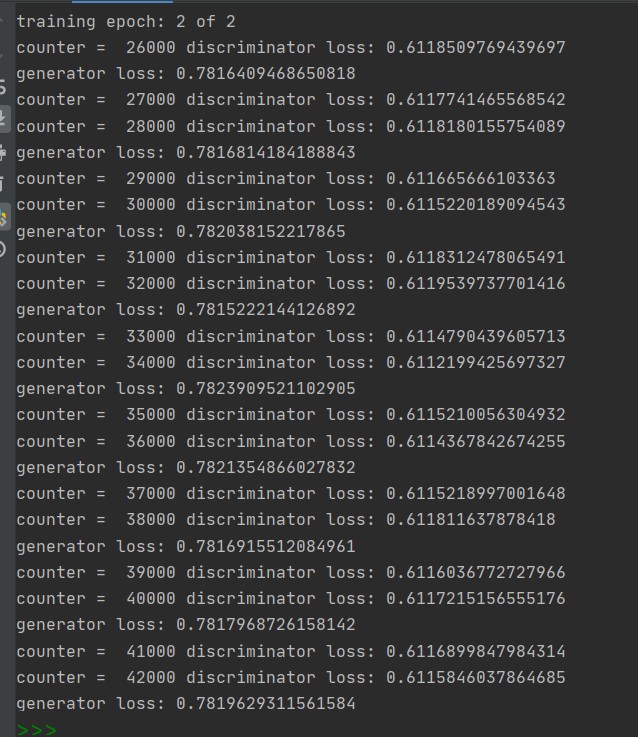 training epoch: 2 of 2
counter =  26000 discriminator loss: 0.6118509769439697
generator loss: 0.7816409468650818
counter =  27000 discriminator loss: 0.6117741465568542
counter =  28000 discriminator loss: 0.6118180155754089
generator loss: 0.7816814184188843
counter =  29000 discriminator loss: 0.611665666103363
counter =  30000 discriminator loss: 0.6115220189094543
generator loss: 0.782038152217865
counter =  31000 discriminator loss: 0.6118312478065491
counter =  32000 discriminator loss: 0.6119539737701416
generator loss: 0.7815222144126892
counter =  33000 discriminator loss: 0.6114790439605713
counter =  34000 discriminator loss: 0.6112199425697327
generator loss: 0.7823909521102905
counter =  35000 discriminator loss: 0.6115210056304932
counter =  36000 discriminator loss: 0.6114367842674255
generator loss: 0.7821354866027832
counter =  37000 discriminator loss: 0.6115218997001648
counter =  38000 discriminator loss: 0.611811637878418
generator loss: 0.7816915512084961
counter =  39000 discriminator loss: 0.6116036772727966
counter =  40000 discriminator loss: 0.6117215156555176
generator loss: 0.7817968726158142
counter =  41000 discriminator loss: 0.6116899847984314
counter =  42000 discriminator loss: 0.6115846037864685
generator loss: 0.7819629311561584
>>>